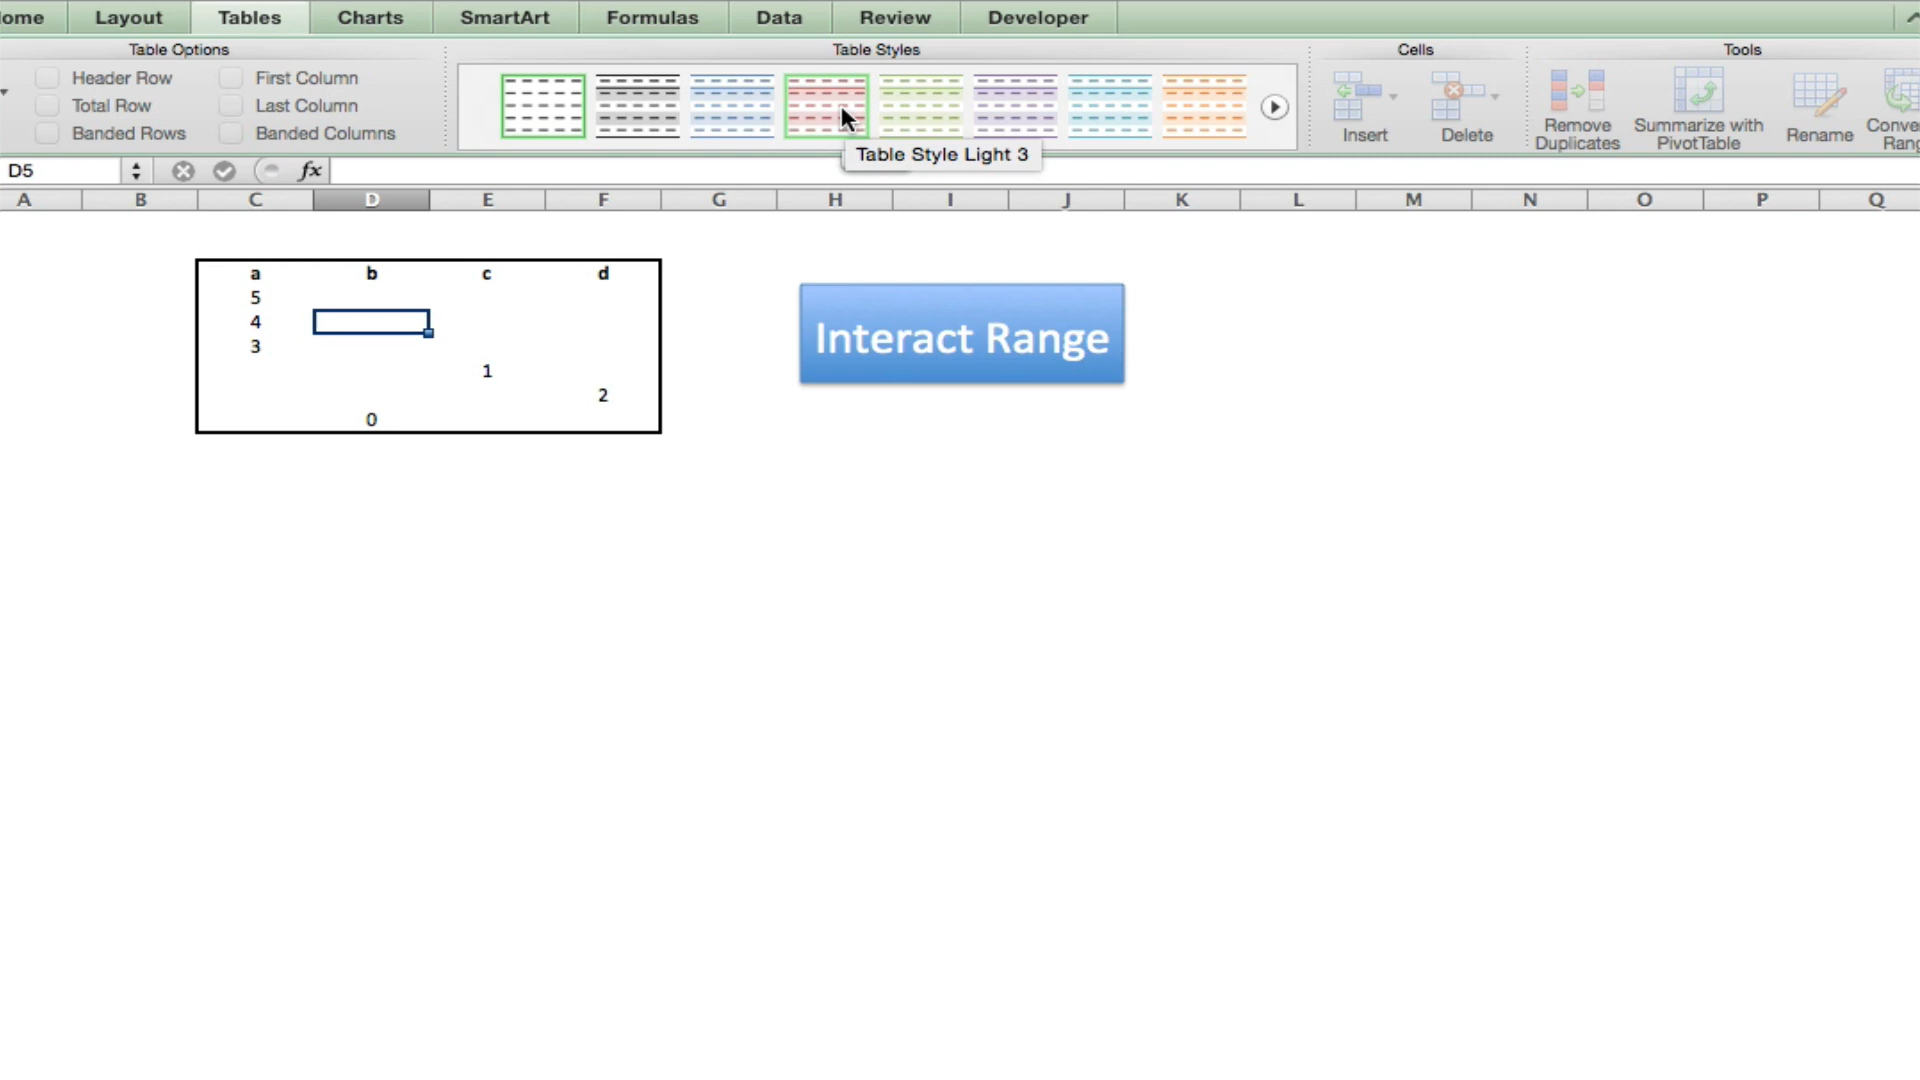 ome Layout Tables Charts SmartArt Formulas Data Review Developer
Table Options Table Styles Cells Tools
Header Row First Column
Total Row Last Column
Banded Rows Banded Columns
Insert Delete Remove Duplicates Summarize with PivotTable Rename Conve Rang
Table Style Light 3
D5 fx
A B C D E F G H I J K L M N O P Q
a b c d
5
4
3
1
2
0
Interact Range